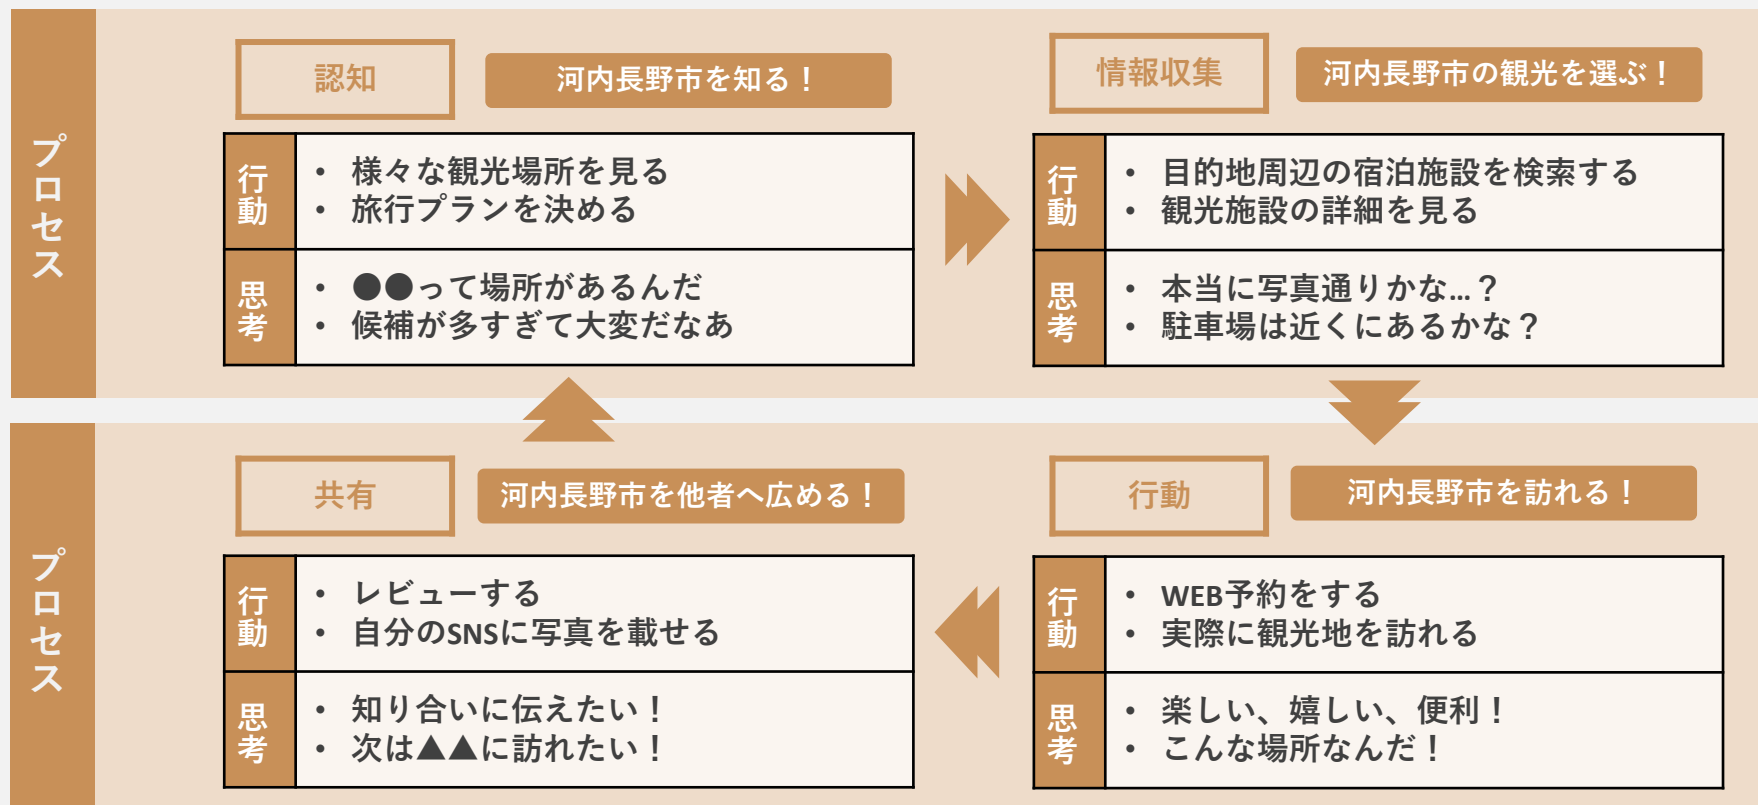 プロセス
認知
河内長野市を知る！
行動
• 様々な観光場所を見る
• 旅行プランを決める
思考
• ●●って場所があるんだ
• 候補が多すぎて大変だなあ
情報収集
河内長野市の観光を選ぶ！
行動
• 目的地周辺の宿泊施設を検索する
• 観光施設の詳細を見る
思考
• 本当に写真通りかな…？
• 駐車場は近くにあるかな？
プロセス
共有
河内長野市を他者へ広める！
行動
• レビューする
• 自分のSNSに写真を載せる
思考
• 知り合いに伝えたい！
• 次は▲▲に訪れたい！
行動
河内長野市を訪れる！
行動
• WEB予約をする
• 実際に観光地を訪れる
思考
• 楽しい、嬉しい、便利！
• こんな場所なんだ！